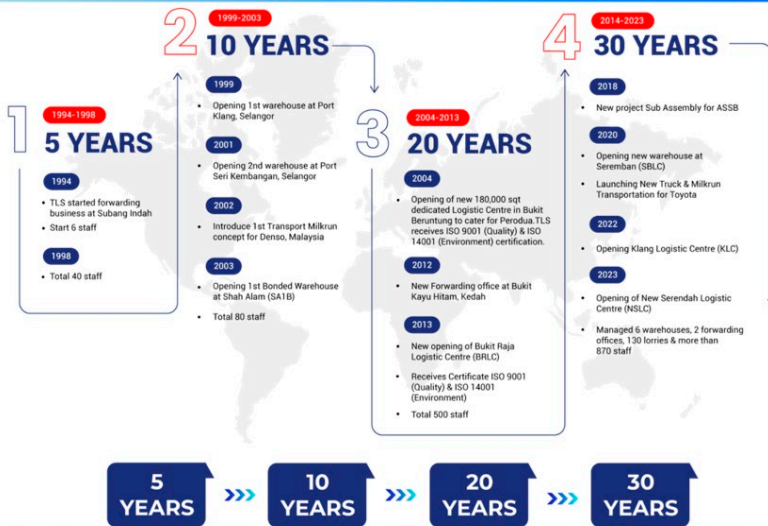 1
1994-1998
5 YEARS
1994
• TLS started forwarding
business at Subang Indah
• Start 6 staff
1998
• Total 40 staff
2
1999-2003
10 YEARS
1999
• Opening 1st warehouse at Port
Klang, Selangor
2001
• Opening 2nd warehouse at Port
Seri Kembangan, Selangor
2002
• Introduce 1st Transport Milkrun
concept for Denso, Malaysia
2003
• Opening 1st Bonded Warehouse
at Shah Alam (SA1B)
• Total 80 staff
3
2004-2013
20 YEARS
2004
• Opening of new 180,000 sqt
dedicated Logistic Centre in Bukit
Beruntung to cater for Perodua.TLS
receives ISO 9001 (Quality) & ISO
14001 (Environment) certification.
2012
• New Forwarding office at Bukit
Kayu Hitam, Kedah
2013
• New opening of Bukit Raja
Logistic Centre (BRLC)
• Receives Certificate ISO 9001
(Quality) & ISO 14001
(Environment)
• Total 500 staff
4
2014-2023
30 YEARS
2018
• New project Sub Assembly for ASSB
2020
• Opening new warehouse at
Seremban (SBLC)
• Launching New Truck & Milkrun
Transportation for Toyota
2022
• Opening Klang Logistic Centre (KLC)
2023
• Opening of New Serendah Logistic
Centre (NSLC)
• Managed 6 warehouses, 2 forwarding
offices, 130 lorries & more than
870 staff
5
YEARS
10
YEARS
20
YEARS
30
YEARS